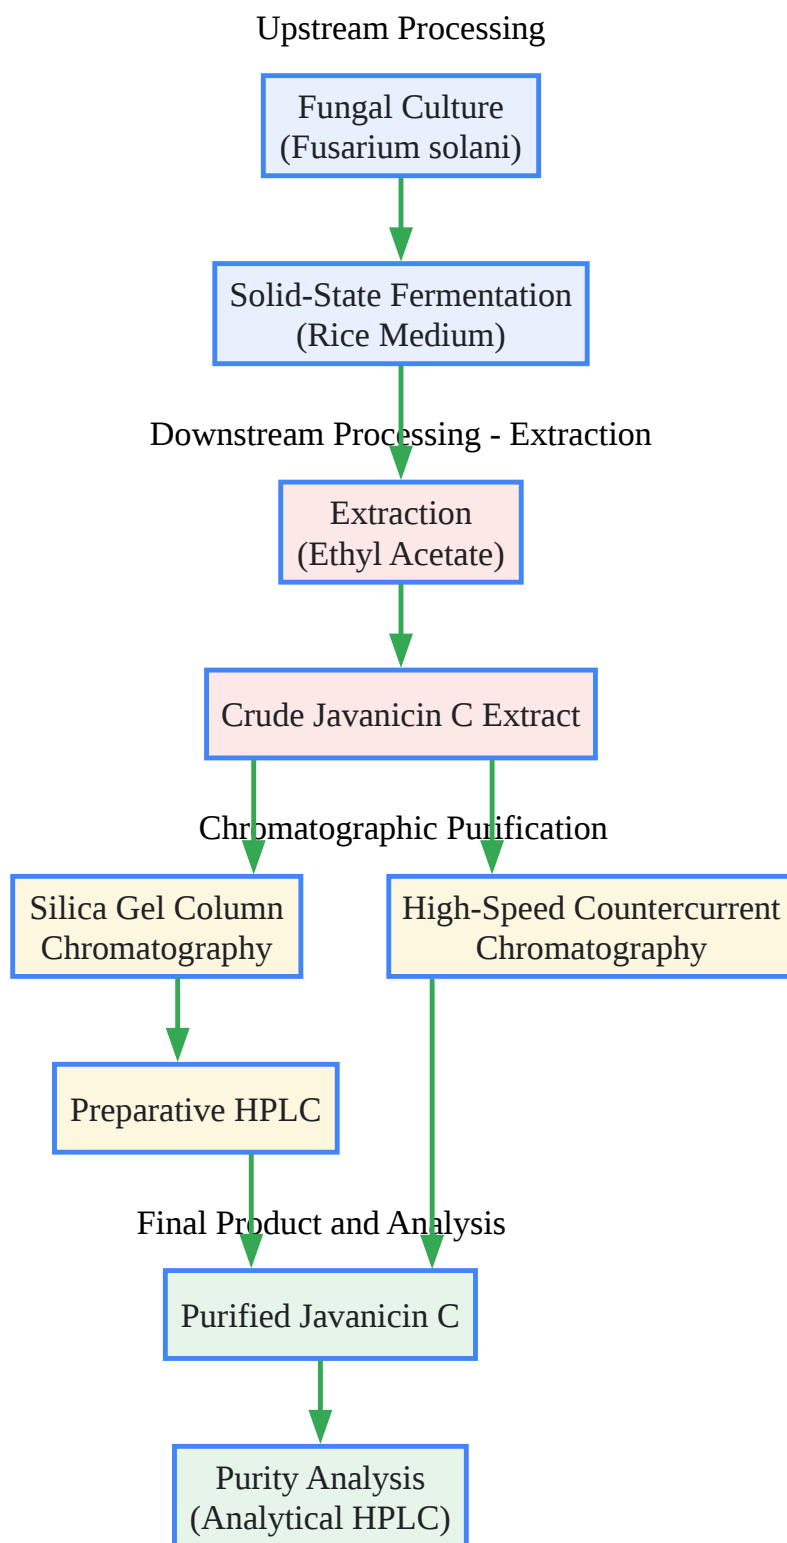 Upstream Processing
Fungal Culture
(Fusarium solani)
Solid-State Fermentation
(Rice Medium)
Downstream Processing - Extraction
Extraction
(Ethyl Acetate)
Crude Javanicin C Extract
Chromatographic Purification
Silica Gel Column
Chromatography
High-Speed Countercurrent
Chromatography
Preparative HPLC
Final Product and Analysis
Purified Javanicin C
Purity Analysis
(Analytical HPLC)